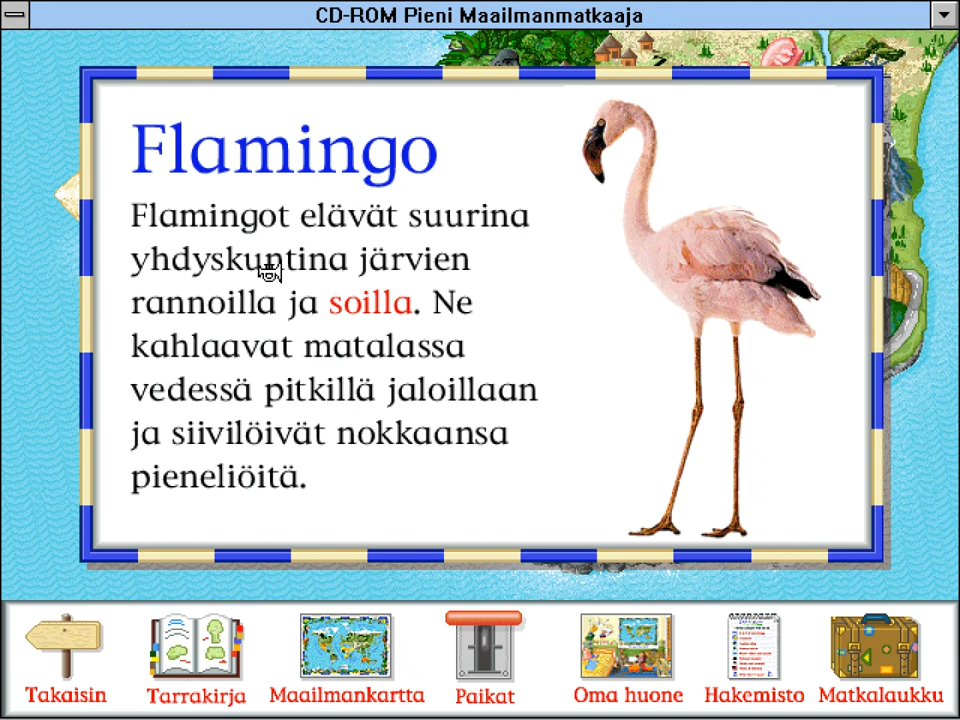 CD-ROM Pieni Maailmanmatkaaja
Flamingo
Flamingot elävät suurina
yhdyskuntina järvien
rannoilla ja soilla. Ne
kahlaavat matalassa
vedessä pitkillä jaloillaan
ja siivilöivät nokkaansa
pieneliöitä.
Takaisin
Tarrakirja
Maailmankartta
Paikat
Oma huone
Hakemisto
Matkalaukku